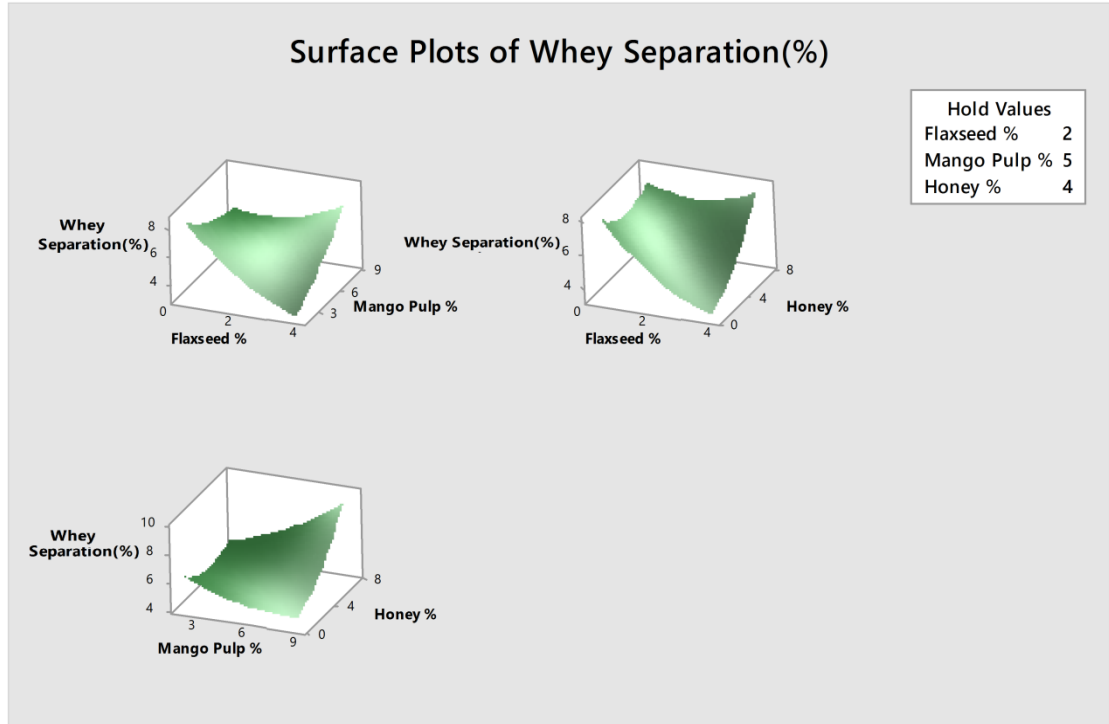 Surface Plots of Whey Separation(%)
Hold Values
Flaxseed % 2
Mango Pulp % 5
Honey % 4
Whey
Separation(%)
8
6
4
0
2
4
Flaxseed %
3
6
9
Mango Pulp %
Whey Separation(%)
8
6
4
0
2
4
Flaxseed %
0
4
8
Honey %
Whey
Separation(%)
10
8
6
4
3
6
9
Mango Pulp %
0
4
8
Honey %